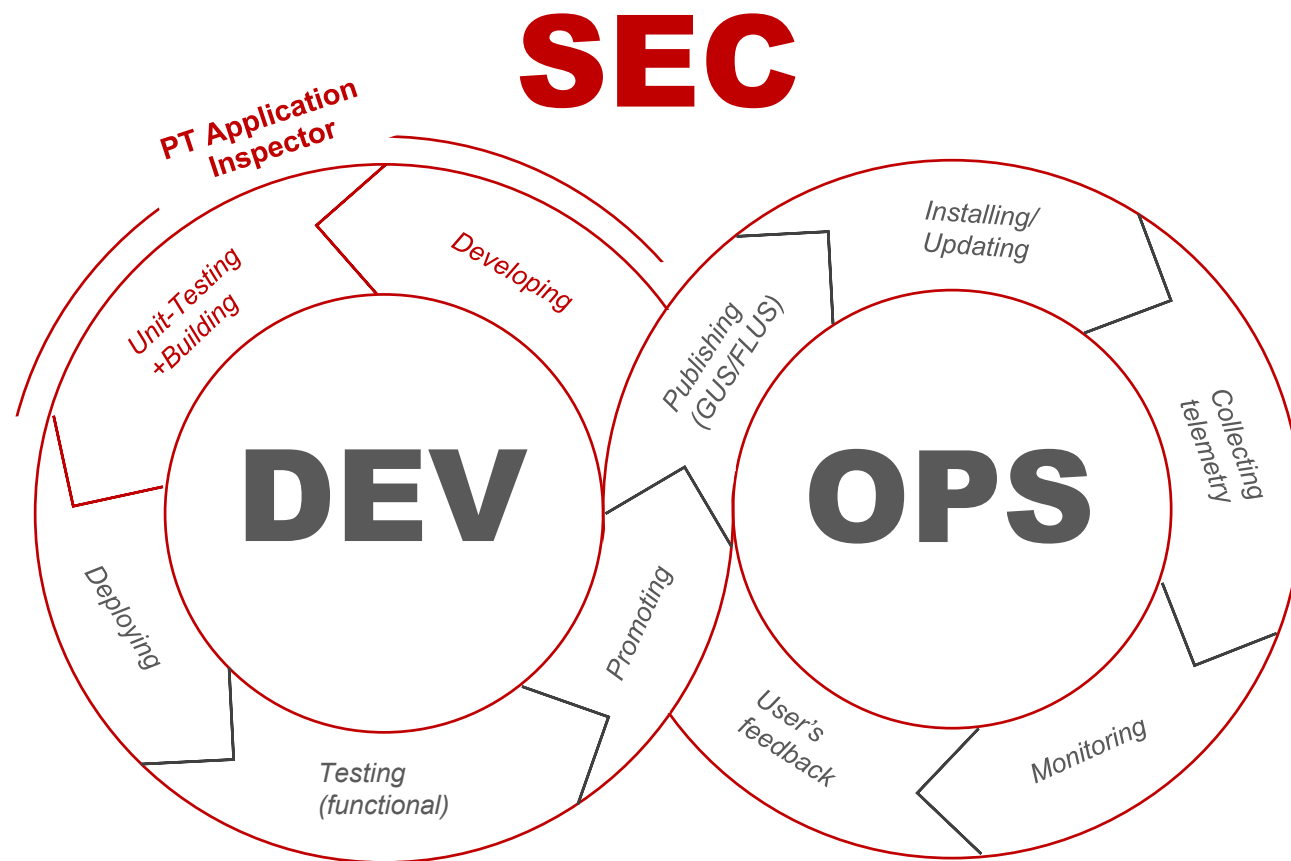 SEC
PT Application
Inspector
Developing
Unit-Testing
+Building
Deploying
Testing
(functional)
Promoting
DEV
Publishing
(GUS/FLUS)
Installing/
Updating
Collecting
telemetry
Monitoring
User's
feedback
OPS